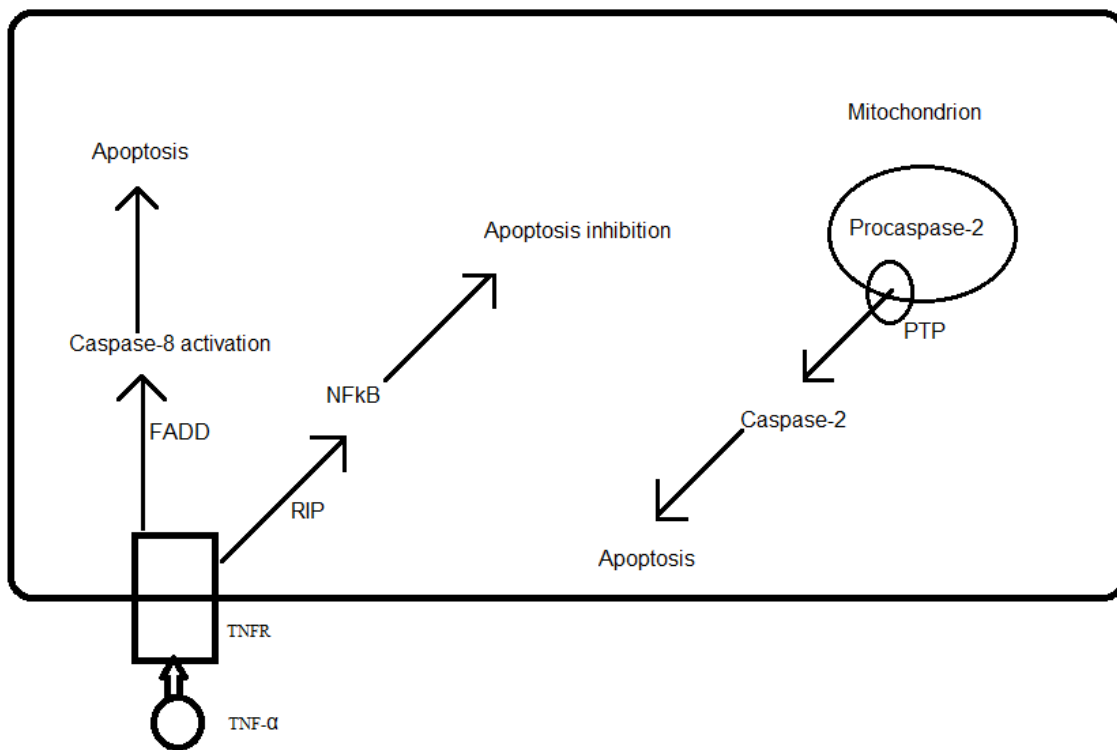 Mitochondrion
Apoptosis
Apoptosis inhibition
Procaspase-2
PTP
Caspase-8 activation
NFkB
Caspase-2
FADD
RIP
Apoptosis
TNFR
TNF-α